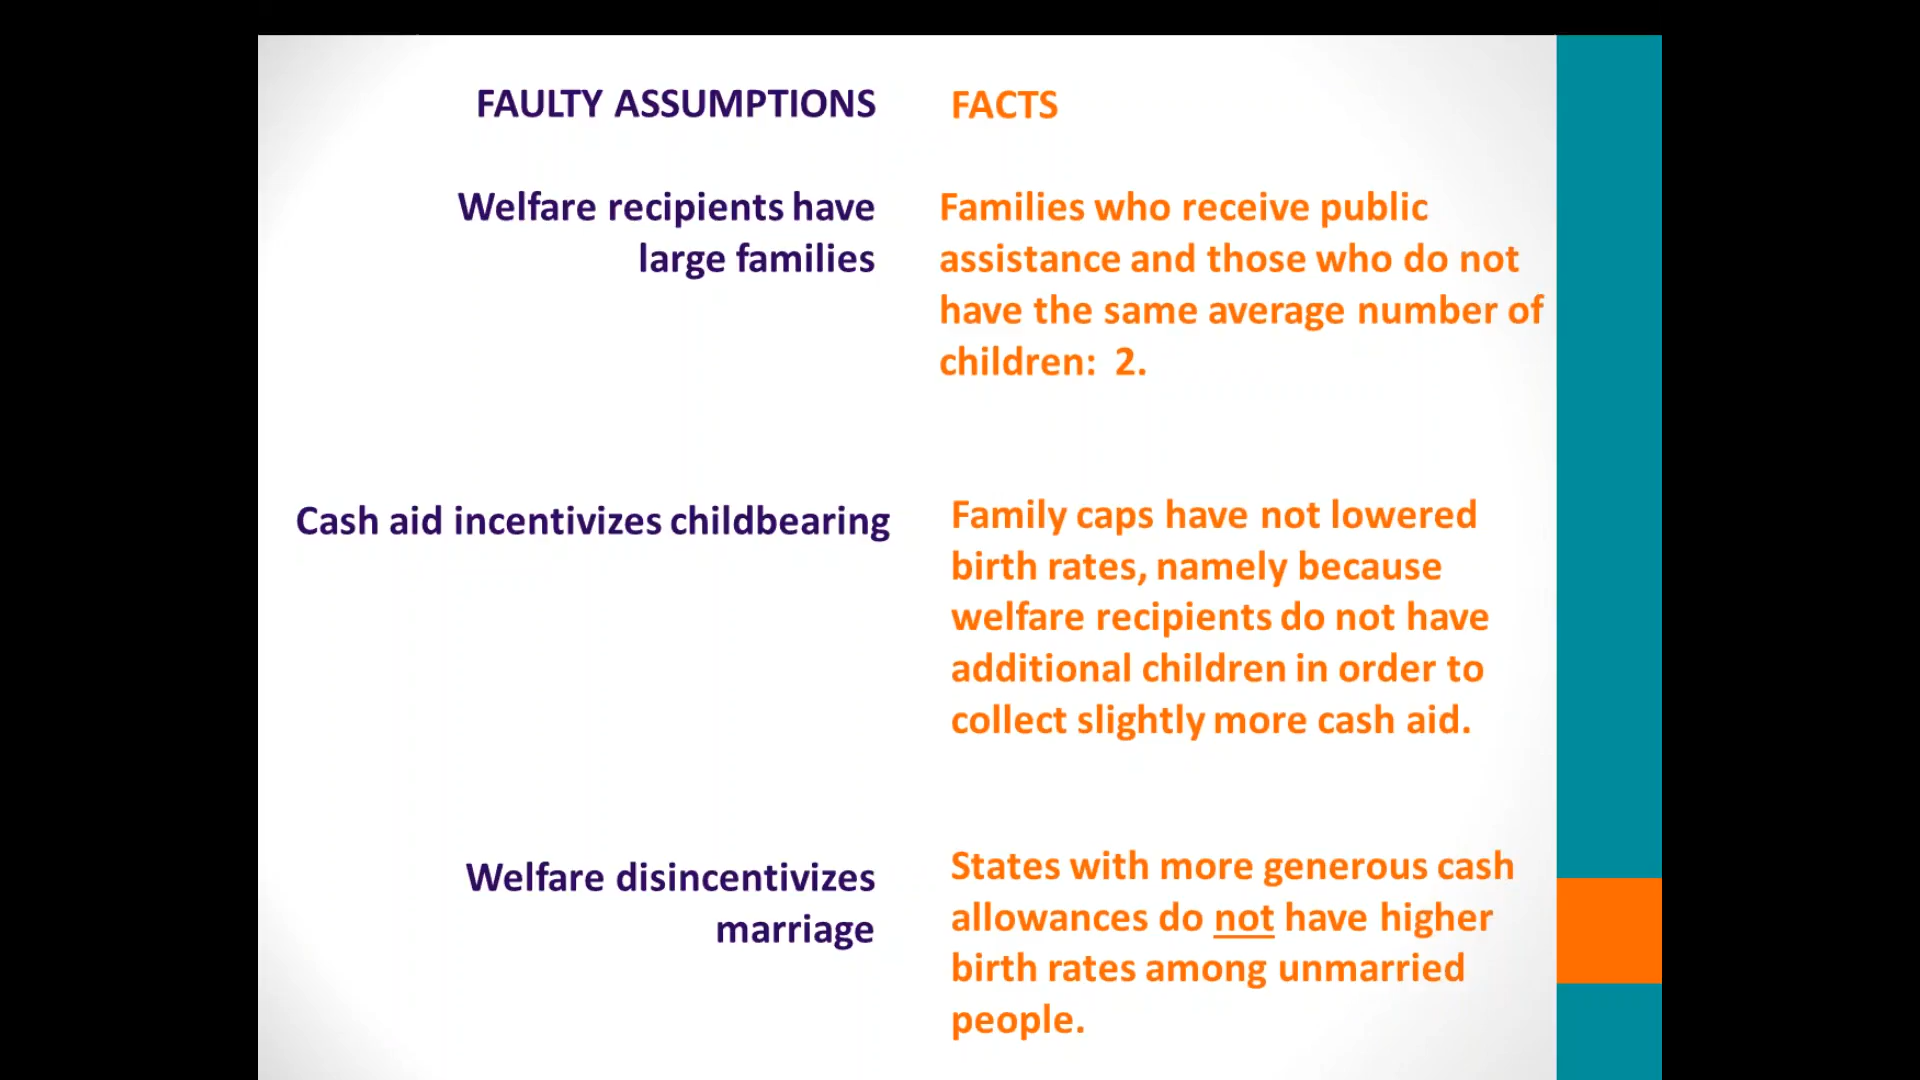 FAULTY ASSUMPTIONS
FACTS
Welfare recipients have
large families
Families who receive public
assistance and those who do not
have the same average number of
children:  2.
Cash aid incentivizes childbearing
Family caps have not lowered
birth rates, namely because
welfare recipients do not have
additional children in order to
collect slightly more cash aid.
Welfare disincentivizes
marriage
States with more generous cash
allowances do not have higher
birth rates among unmarried
people.